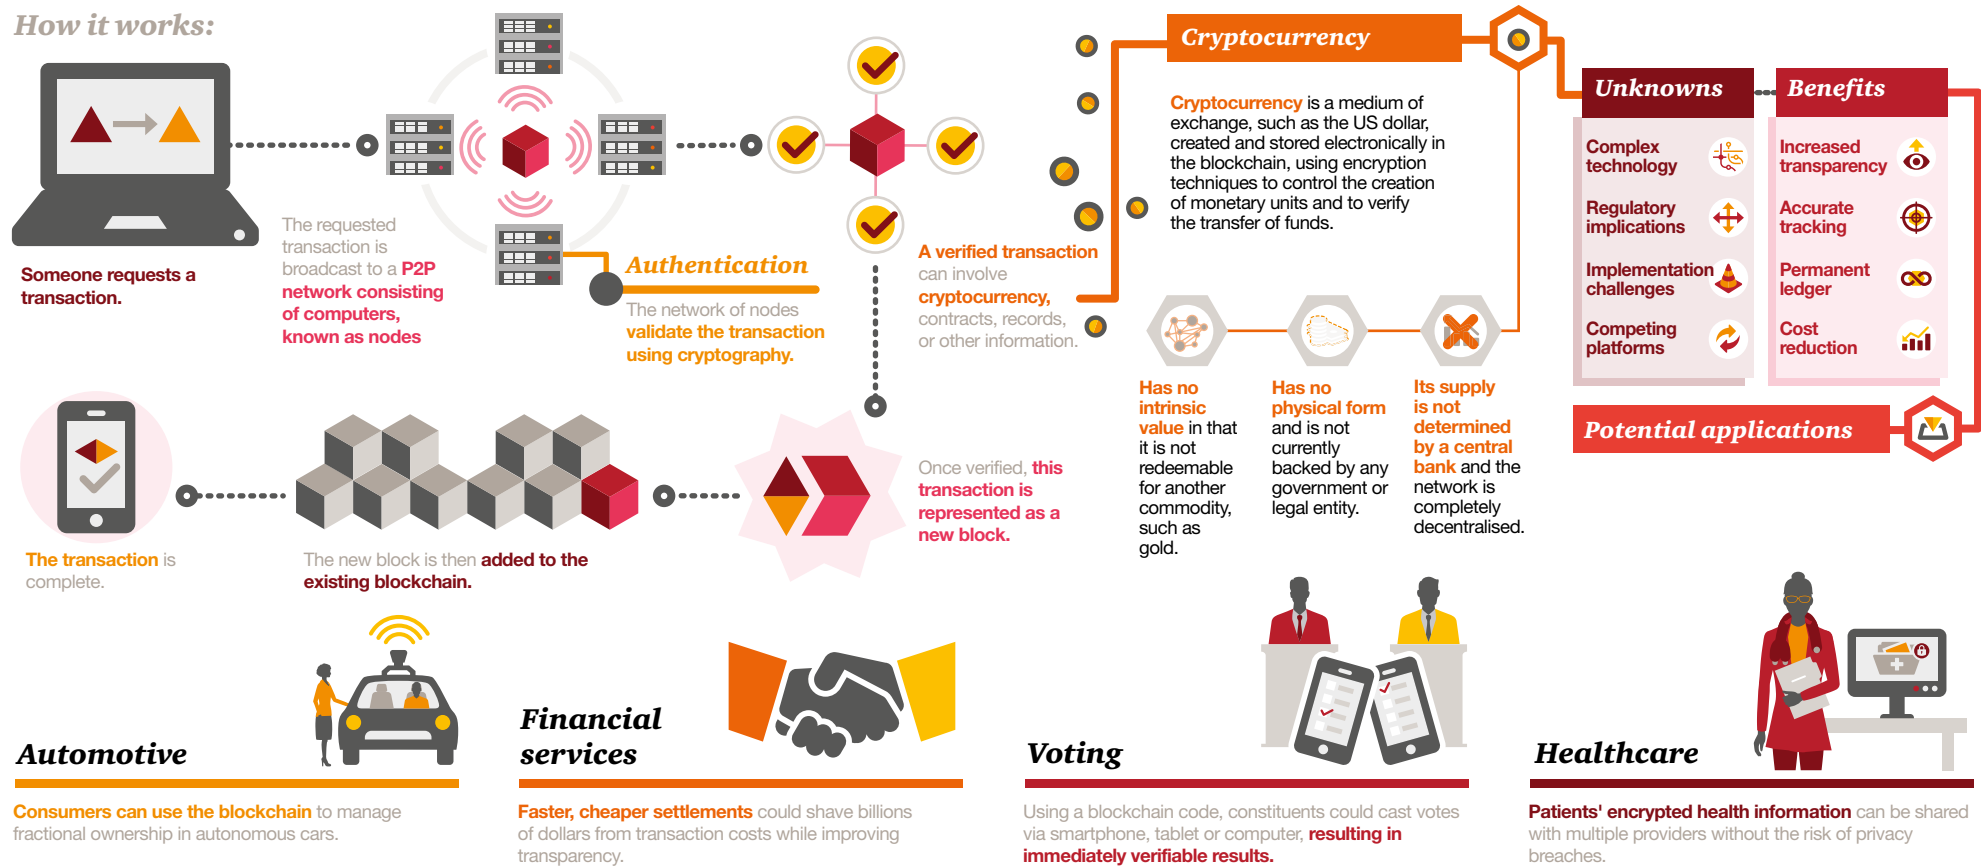 How it works:
Someone requests a
transaction.
The requested
transaction is
broadcast to a P2P
network consisting
of computers,
known as nodes
Authentication
The network of nodes
validate the transaction
using cryptography.
A verified transaction
can involve
cryptocurrency,
contracts, records,
or other information.
Once verified, this
transaction is
represented as a
new block.
The new block is then added to the
existing blockchain.
The transaction is
complete.
Cryptocurrency
Cryptocurrency is a medium of
exchange, such as the US dollar,
created and stored electronically in
the blockchain, using encryption
techniques to control the creation
of monetary units and to verify
the transfer of funds.
Has no
intrinsic
value in that
it is not
redeemable
for another
commodity,
such as
gold.
Has no
physical form
and is not
currently
backed by any
government or
legal entity.
Its supply
is not
determined
by a central
bank and the
network is
completely
decentralised.
Unknowns
Complex
technology
Regulatory
implications
Implementation
challenges
Competing
platforms
Benefits
Increased
transparency
Accurate
tracking
Permanent
ledger
Cost
reduction
Potential applications
Automotive
Consumers can use the blockchain to manage
fractional ownership in autonomous cars.
Financial
services
Faster, cheaper settlements could shave billions
of dollars from transaction costs while improving
transparency.
Voting
Using a blockchain code, constituents could cast votes
via smartphone, tablet or computer, resulting in
immediately verifiable results.
Healthcare
Patients' encrypted health information can be shared
with multiple providers without the risk of privacy
breaches.